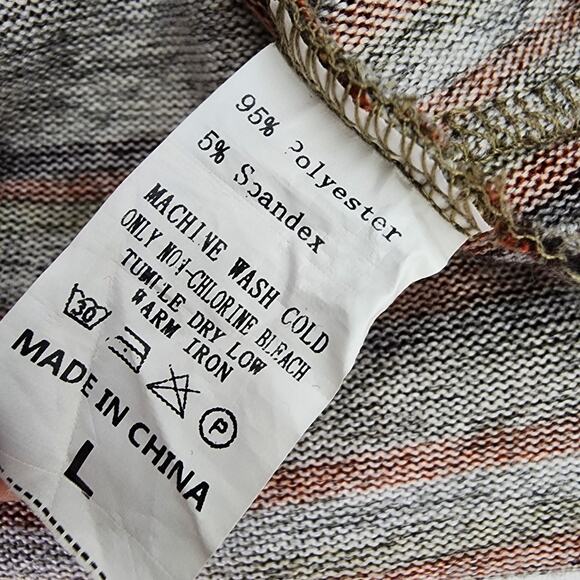 95% Polyester
5% Spandex
MACHINE WASH COLD
ONLY NON-CHLORINE BLEACH
TUMBLE DRY LOW
WARM IRON
30 P
MADE IN CHINA
L